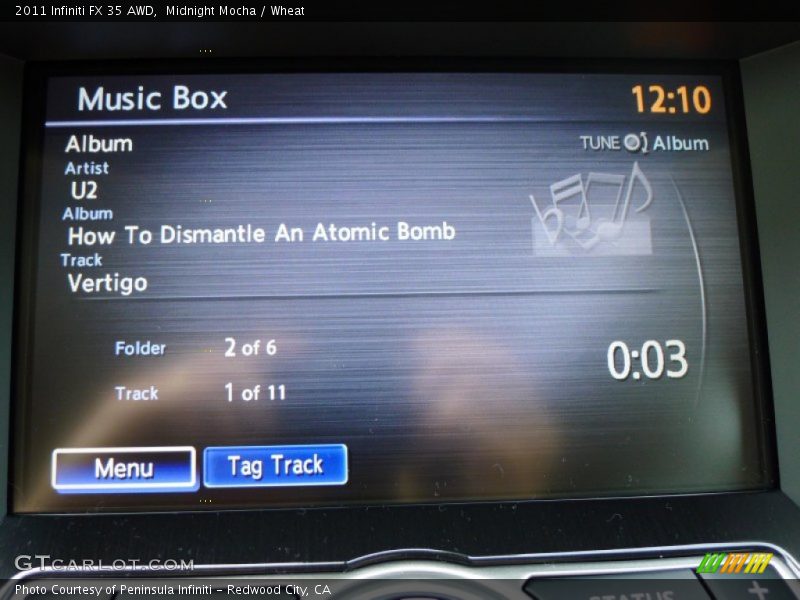 2011 Infiniti FX 35 AWD,  Midnight Mocha / Wheat
Music Box
12:10
Album
TUNE Album
Artist
U2
Album
How To Dismantle An Atomic Bomb
Track
Vertigo
Folder 2 of 6
0:03
Track 1 of 11
Menu Tag Track
GTcarlot.com
STATUS +
Photo Courtesy of Peninsula Infiniti - Redwood City, CA